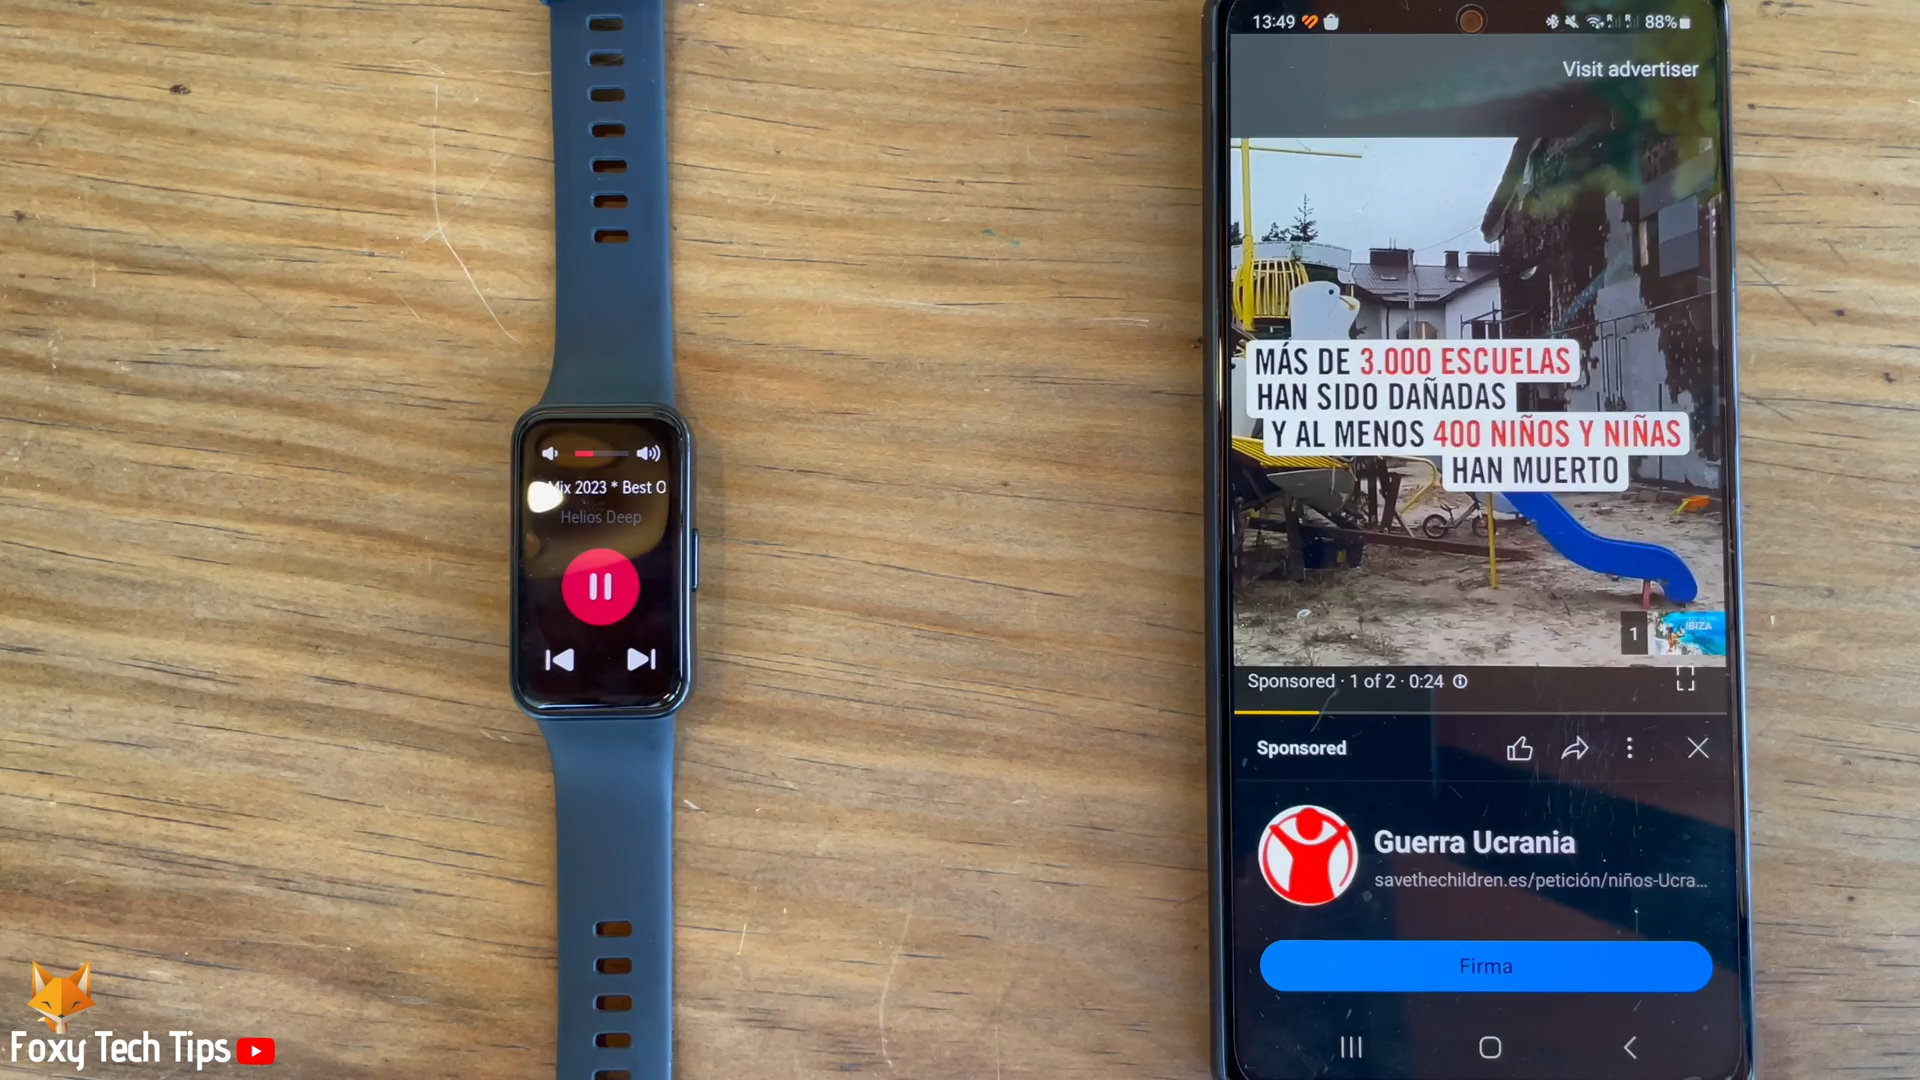 13:49
88%
Visit advertiser
MÁS DE 3.000 ESCUELAS
HAN SIDO DAÑADAS
Y AL MENOS 400 NIÑOS Y NIÑAS
HAN MUERTO
1
IBIZA
Sponsored · 1 of 2 · 0:24
Sponsored
Guerra Ucrania
savethechildren.es/petición/niños-Ucra...
Firma
Mix 2023 * Best O
Helios Deep
Foxy Tech Tips